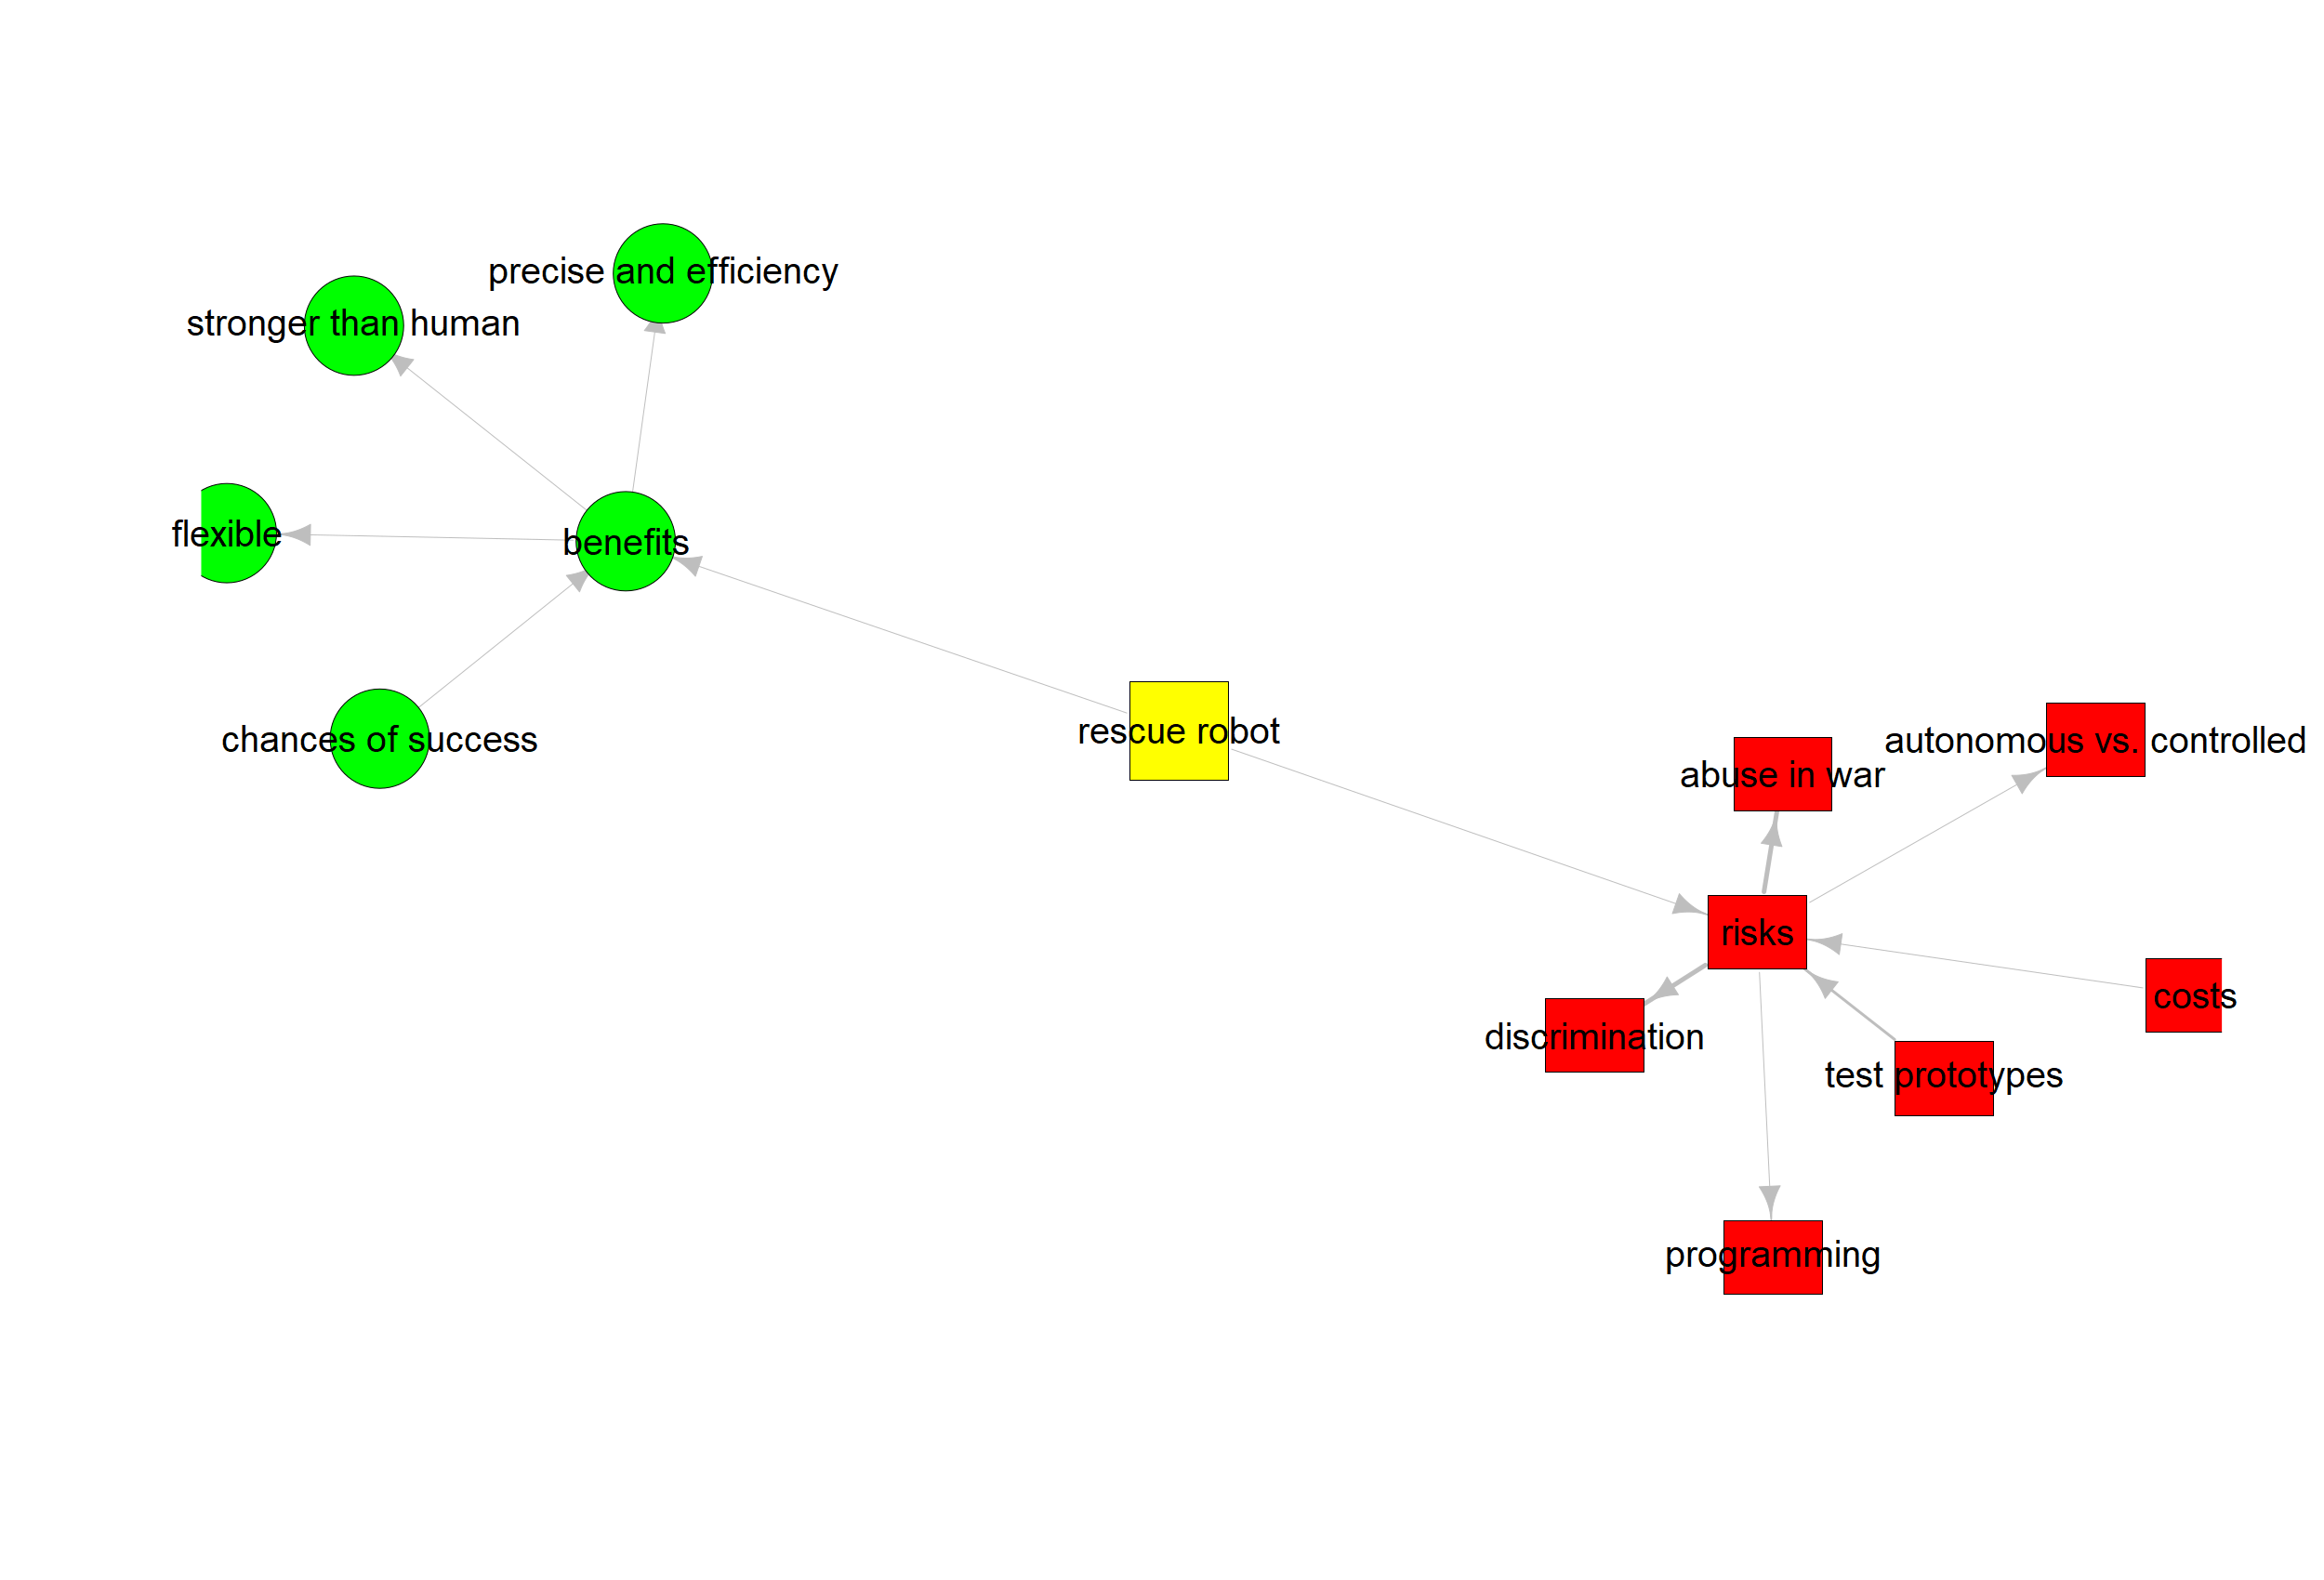 precise and efficiency
stronger than human
flexible
benefits
chances of success
rescue robot
autonomous vs. controlled
abuse in war
risks
costs
discrimination
test prototypes
programming